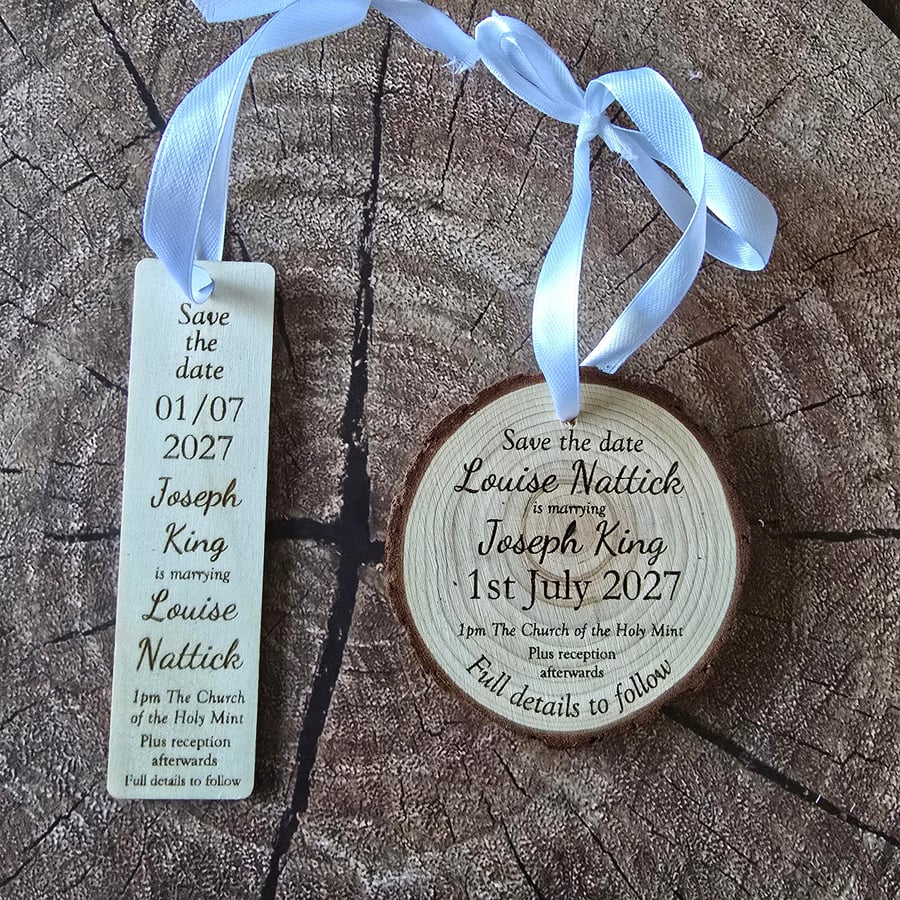 Save
the
date
01/07
2027
Joseph
King
is marrying
Louise
Nattick
1pm The Church
of the Holy Mint
Plus reception
afterwards
Full details to follow
Save the date
Louise Nattick
is marrying
Joseph King
1st July 2027
1pm The Church of the Holy Mint
Plus reception
afterwards
Full details to follow